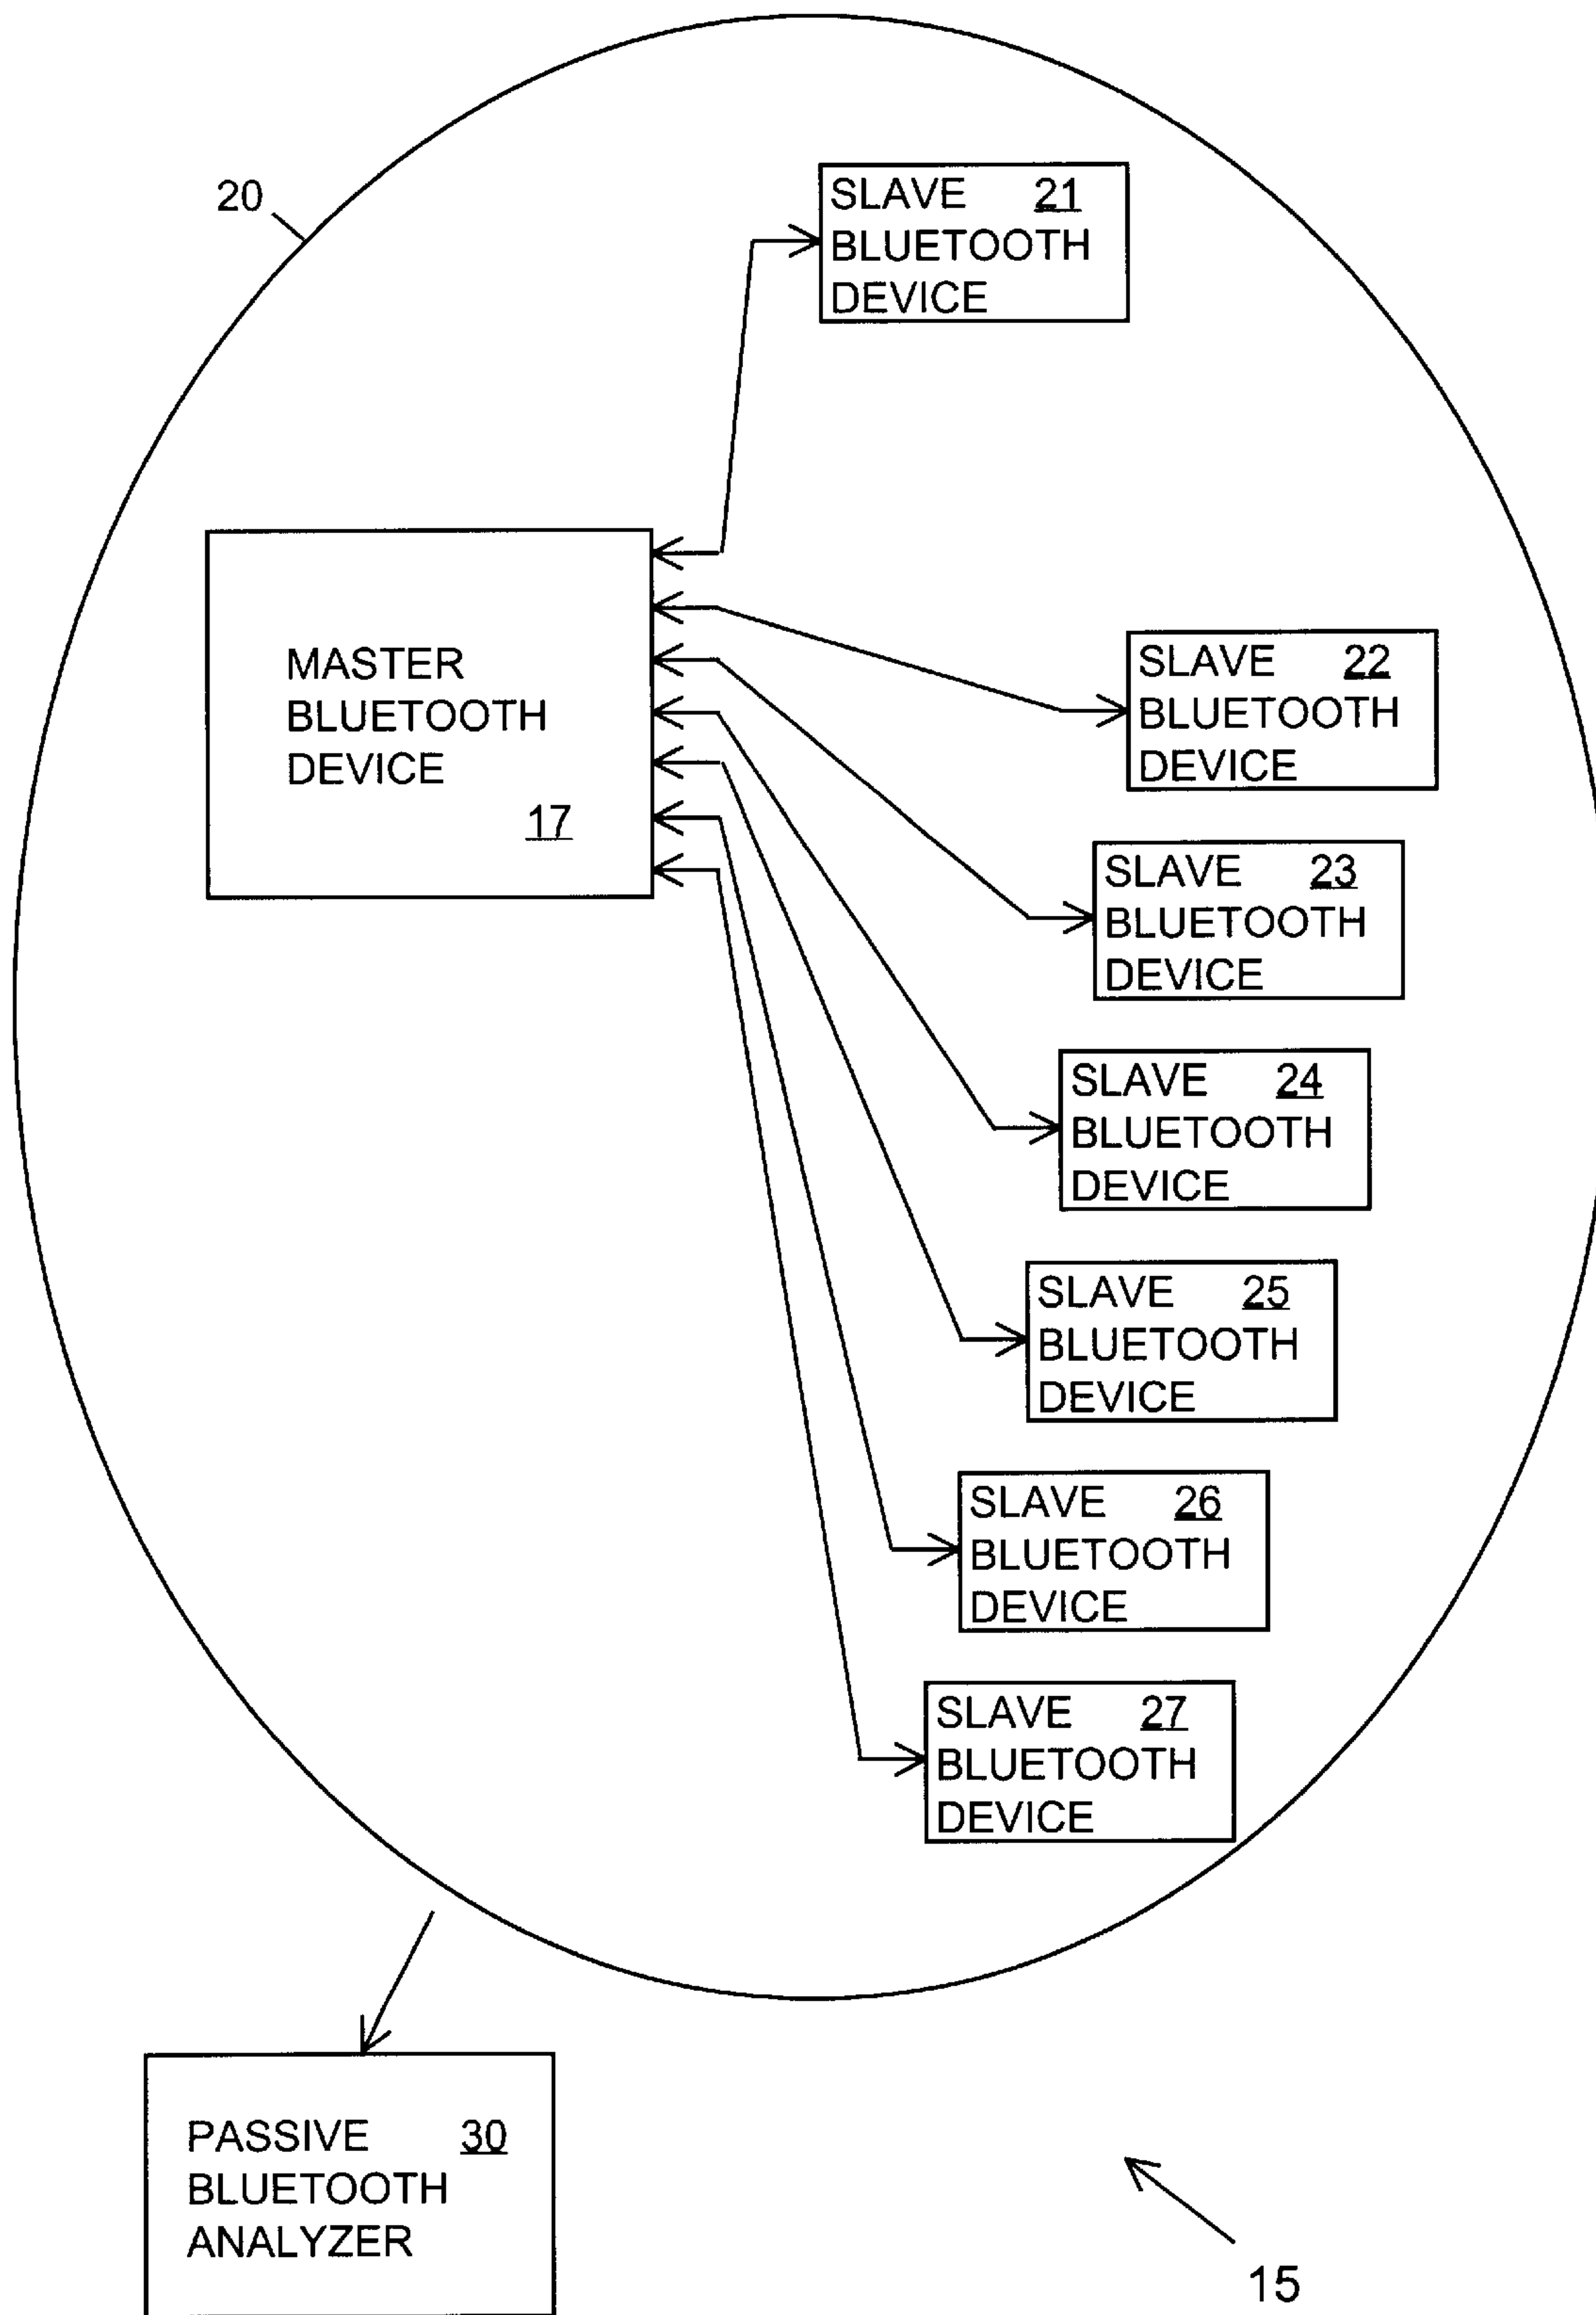 20
SLAVE 21
BLUETOOTH
DEVICE
MASTER
BLUETOOTH
DEVICE
17
SLAVE 22
BLUETOOTH
DEVICE
SLAVE 23
BLUETOOTH
DEVICE
SLAVE 24
BLUETOOTH
DEVICE
SLAVE 25
BLUETOOTH
DEVICE
SLAVE 26
BLUETOOTH
DEVICE
SLAVE 27
BLUETOOTH
DEVICE
PASSIVE 30
BLUETOOTH
ANALYZER
15